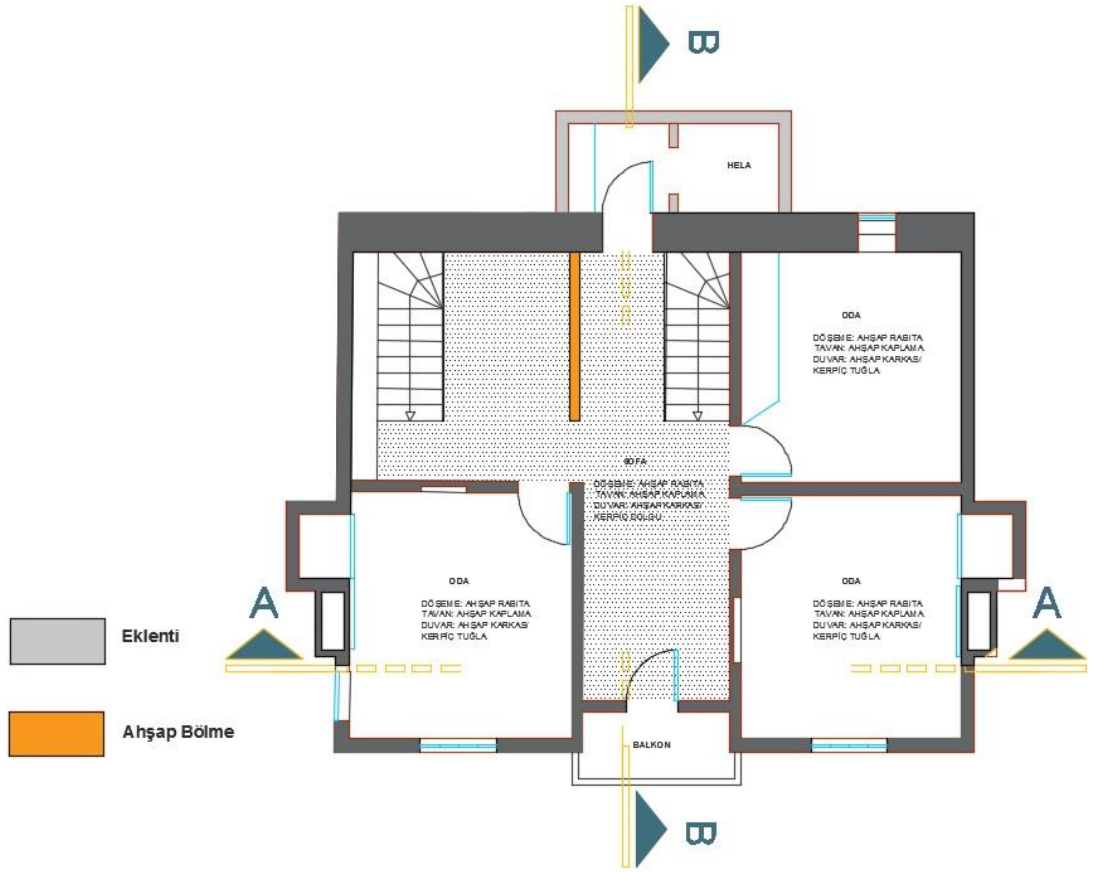 B
HELA
ODA
DÖŞEME: AHŞAP RABITA
TAVAN: AHŞAP KAPLAMA
DUVAR: AHŞAP KARKAS/
KERPİÇ TUĞLA
SOFA
DÖŞEME: AHŞAP RABITA
TAVAN: AHŞAP KAPLAMA
DUVAR: AHŞAP KARKAS/
KERPİÇ DOLGU
ODA
DÖŞEME: AHŞAP RABITA
TAVAN: AHŞAP KAPLAMA
DUVAR: AHŞAP KARKAS/
KERPİÇ TUĞLA
ODA
DÖŞEME: AHŞAP RABITA
TAVAN: AHŞAP KAPLAMA
DUVAR: AHŞAP KARKAS/
KERPİÇ TUĞLA
A
A
Eklenti
Ahşap Bölme
BALKON
B